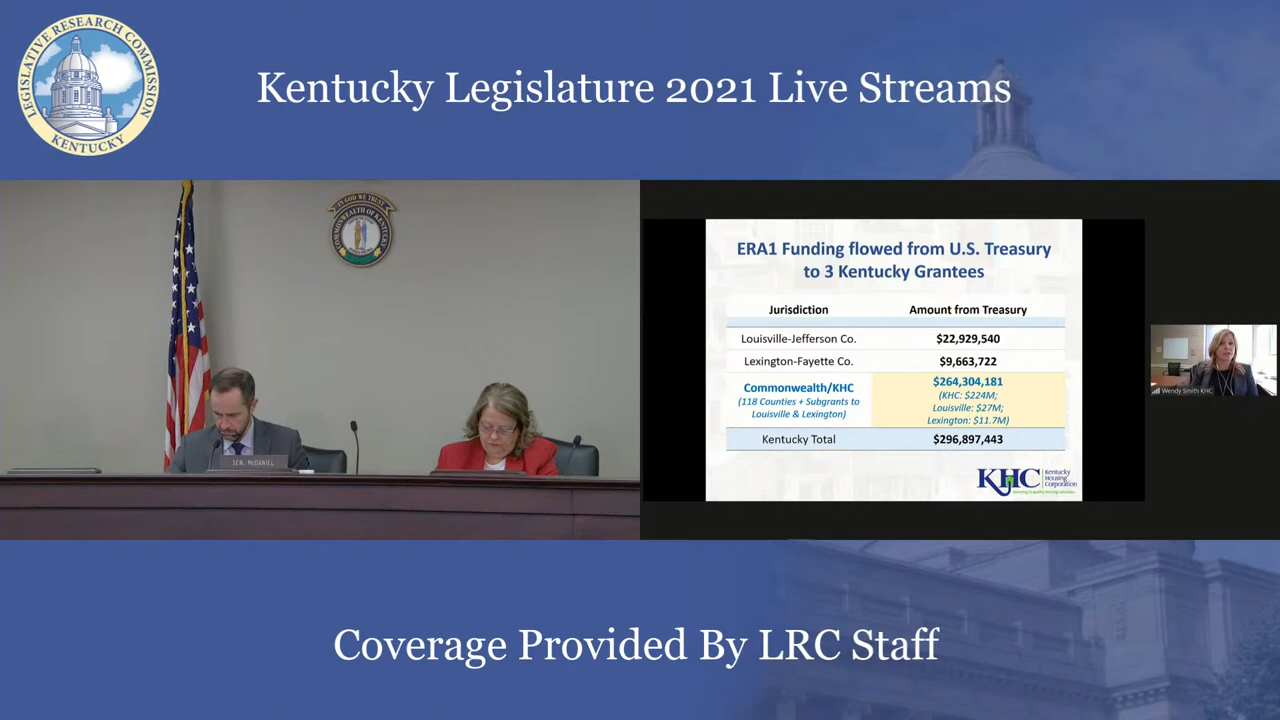 LEGISLATIVE RESEARCH COMMISSION
KENTUCKY
Kentucky Legislature 2021 Live Streams
IN GOD WE TRUST
COMMONWEALTH OF KENTUCKY
SEN. McDANIEL
ERA1 Funding flowed from U.S. Treasury
to 3 Kentucky Grantees
Jurisdiction Amount from Treasury
Louisville-Jefferson Co. $22,929,540
Lexington-Fayette Co. $9,663,722
Commonwealth/KHC $264,304,181
(118 Counties + Subgrants to (KHC: $224M;
Louisville & Lexington) Louisville: $27M;
Lexington: $11.7M)
Kentucky Total $296,897,443
KHC Kentucky
Housing
Corporation
Wendy Smith KHC
Coverage Provided By LRC Staff